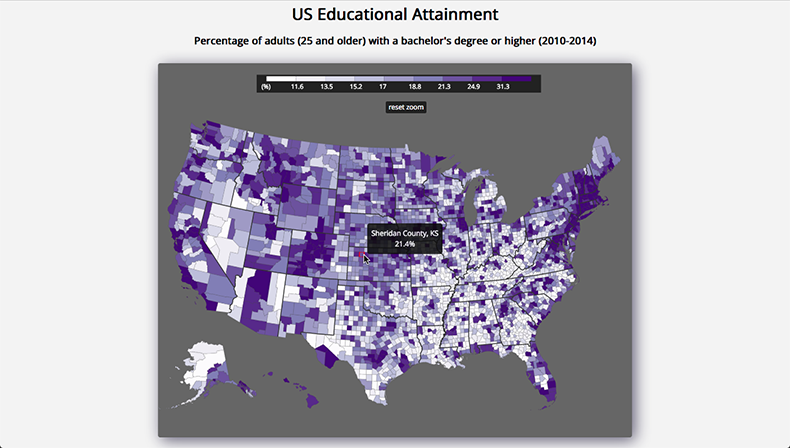 US Educational Attainment
Percentage of adults (25 and older) with a bachelor's degree or higher (2010-2014)
(%) 11.6 13.5 15.2 17 18.8 21.3 24.9 31.3
reset zoom
Sheridan County, KS
21.4%